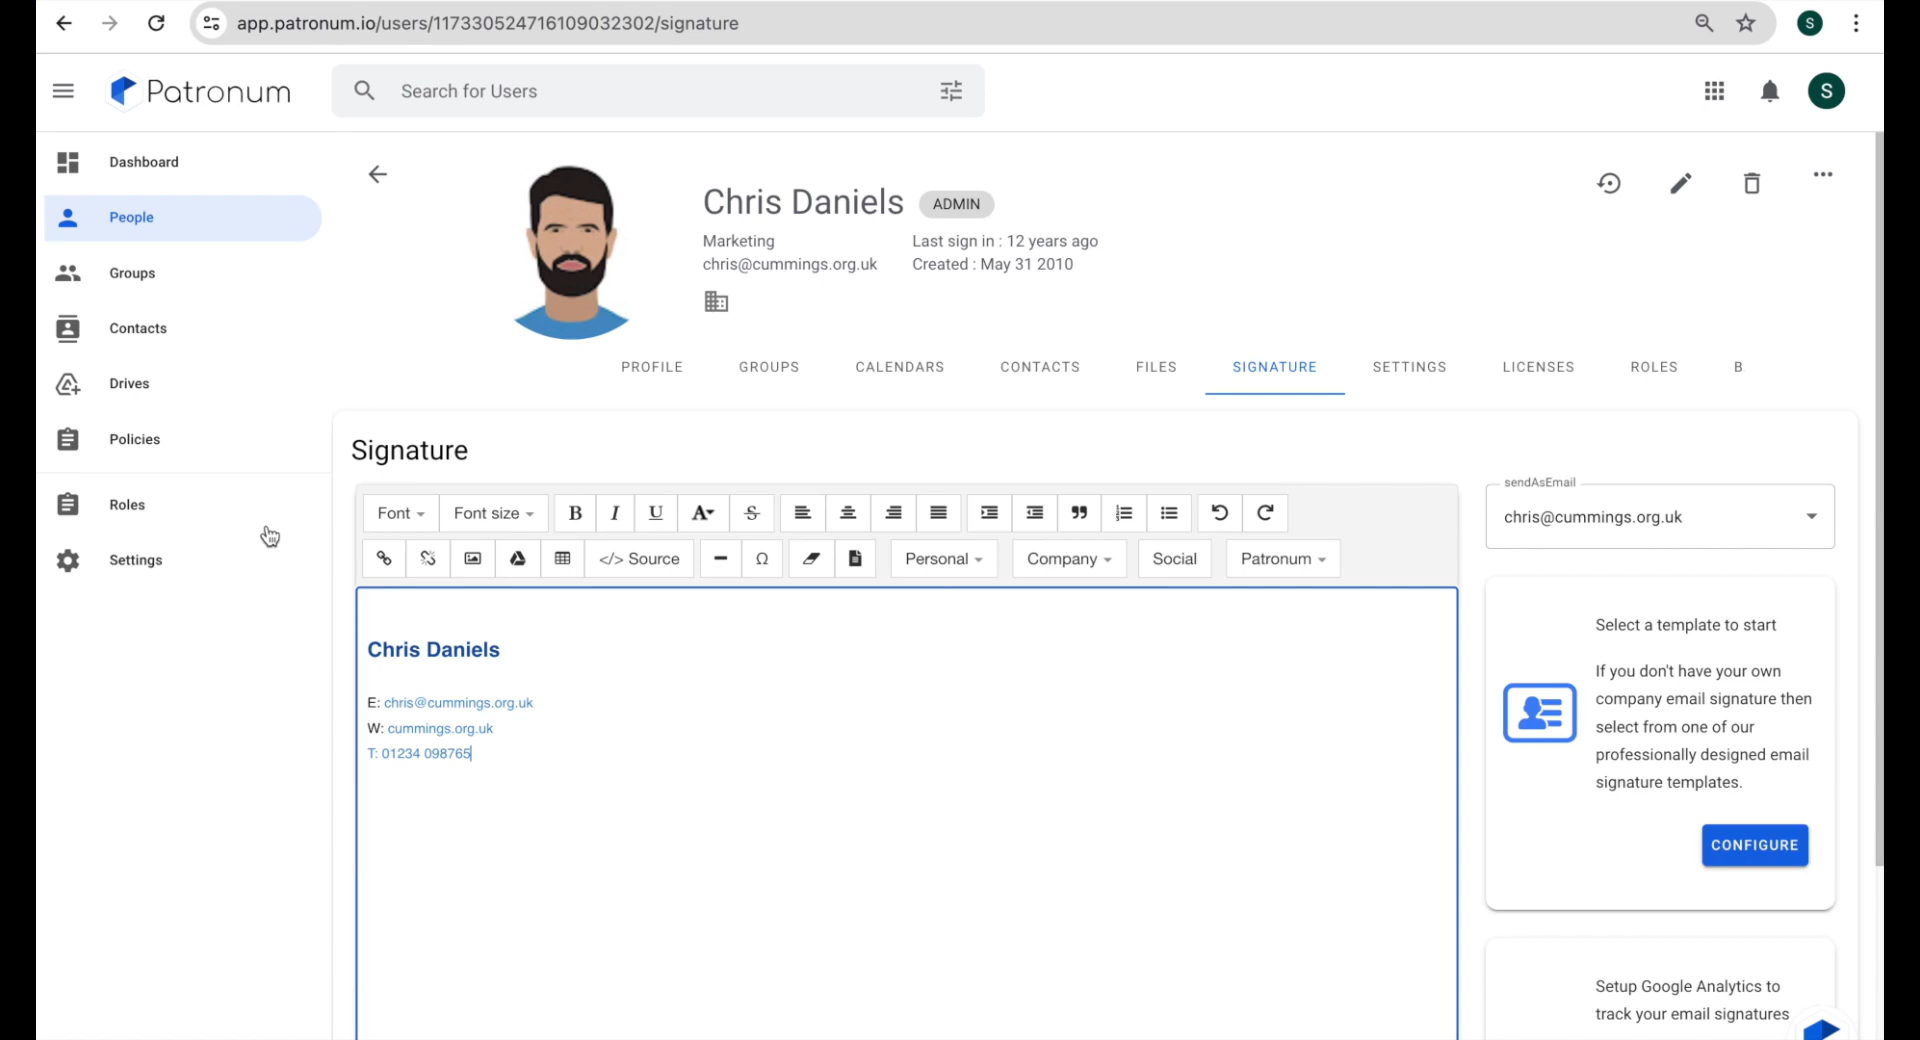 app.patronum.io/users/117330524716109032302/signature
S
Patronum
Search for Users
S
Dashboard
People
Groups
Contacts
Drives
Policies
Roles
Settings
Chris Daniels ADMIN
Marketing Last sign in : 12 years ago
chris@cummings.org.uk Created : May 31 2010
PROFILE GROUPS CALENDARS CONTACTS FILES SIGNATURE SETTINGS LICENSES ROLES B
Signature
Font Font size B I U A S
</> Source Ω Personal Company Social Patronum
Chris Daniels
E: chris@cummings.org.uk
W: cummings.org.uk
T: 01234 098765
sendAsEmail
chris@cummings.org.uk
Select a template to start
If you don't have your own
company email signature then
select from one of our
professionally designed email
signature templates.
CONFIGURE
Setup Google Analytics to
track your email signatures